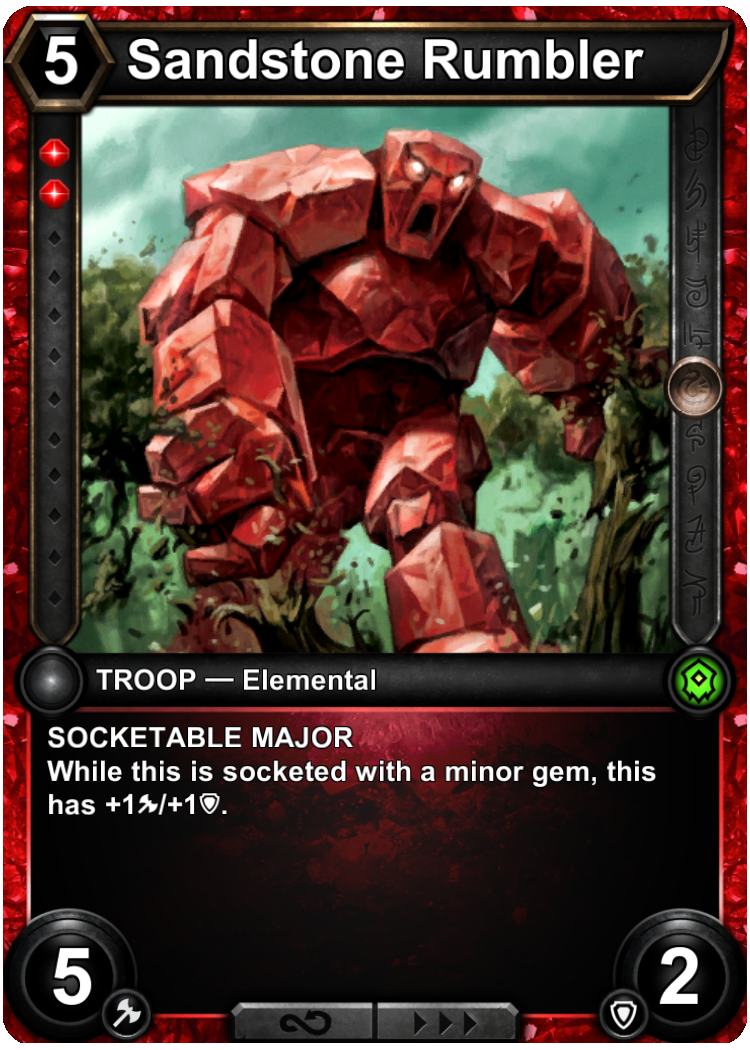 5
Sandstone Rumbler
TROOP — Elemental
SOCKETABLE MAJOR
While this is socketed with a minor gem, this
has +1/+1.
5
2